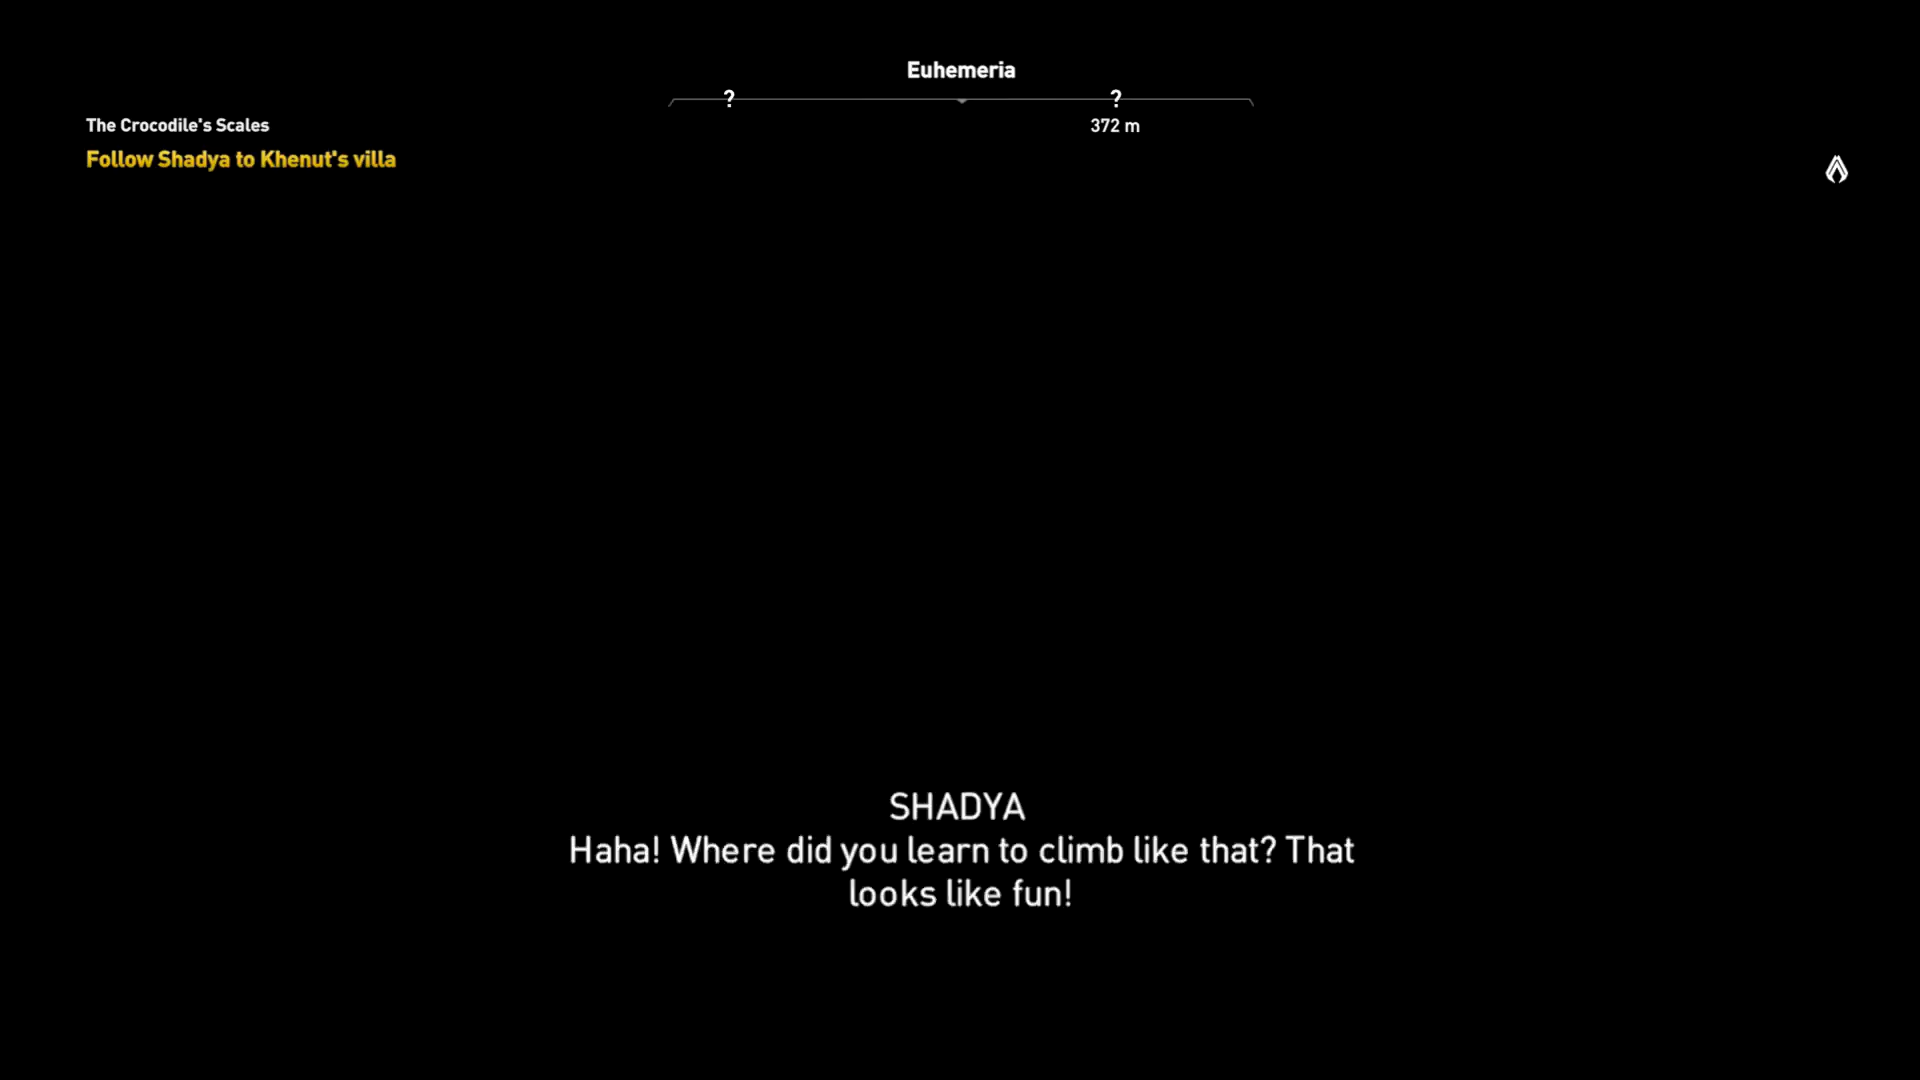 Euhemeria
? ?
372 m
The Crocodile's Scales
Follow Shadya to Khenut's villa
SHADYA
Haha! Where did you learn to climb like that? That
looks like fun!